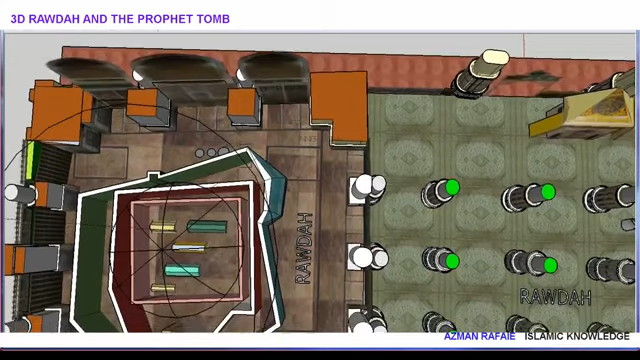 3D RAWDAH AND THE PROPHET TOMB
RAWDAH
RAWDAH
AZMAN RAFAIE ISLAMIC KNOWLEDGE